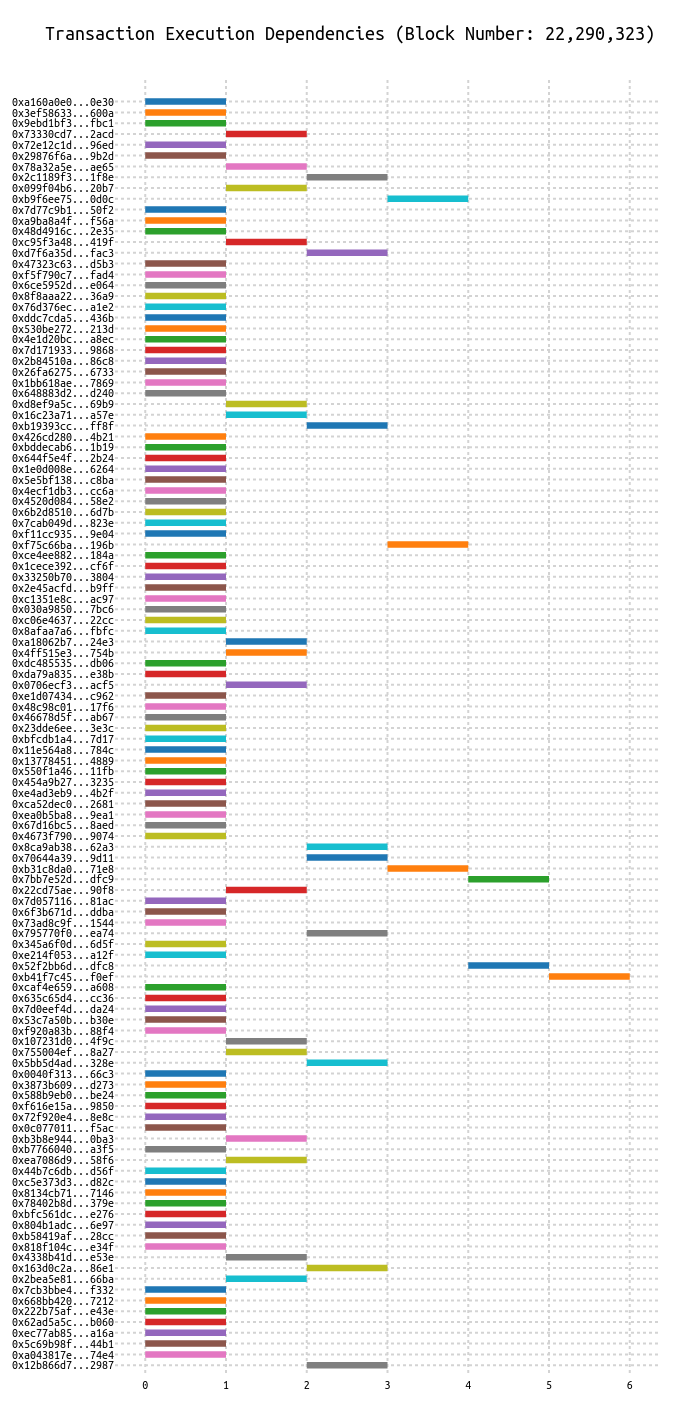 Transaction Execution Dependencies (Block Number: 22,290,323)
0xa160a0e0...0e30
0x3ef58633...600a
0x9ebd1bf3...fbc1
0x73330cd7...2acd
0x72e12c1d...96ed
0x29876f6a...9b2d
0x78a32a5e...ae65
0x2c1189f3...1f8e
0x099f04b6...20b7
0xb9f6ee75...0d0c
0x7d77c9b1...50f2
0xa9ba8a4f...f56a
0x48d4916c...2e35
0xc95f3a48...419f
0xd7f6a35d...fac3
0x47323c63...d5b3
0xf5f790c7...fad4
0x6ce5952d...e064
0x8f8aaa22...36a9
0x76d376ec...a1e2
0xddc7cda5...436b
0x530be272...213d
0x4e1d20bc...a8ec
0x7d171933...9868
0x2b84510a...86c8
0x26fa6275...6733
0x1bb618ae...7869
0x648883d2...d240
0xd8ef9a5c...69b9
0x16c23a71...a57e
0xb19393cc...ff8f
0x426cd280...4b21
0xbddecab6...1b19
0x644f5e4f...2b24
0x1e0d008e...6264
0x5e5bf138...c8ba
0x4ecf1db3...cc6a
0x4520d084...58e2
0x6b2d8510...6d7b
0x7cab049d...823e
0xf11cc935...9e04
0xf75c66ba...196b
0xce4ee882...184a
0x1cece392...cf6f
0x33250b70...3804
0x2e45acfd...b9ff
0xc1351e8c...ac97
0x030a9850...7bc6
0xc06e4637...22cc
0x8afaa7a6...fbfc
0xa18062b7...24e3
0x4ff515e3...754b
0xdc485535...db06
0xda79a835...e38b
0x0706ecf3...acf5
0xe1d07434...c962
0x48c98c01...17f6
0x46678d5f...ab67
0x23dde6ee...3e3c
0xbfcdb1a4...7d17
0x11e564a8...784c
0x13778451...4889
0x550f1a46...11fb
0x454a9b27...3235
0xe4ad3eb9...4b2f
0xca52dec0...2681
0xea0b5ba8...9ea1
0x67d16bc5...8aed
0x4673f790...9074
0x8ca9ab38...62a3
0x70644a39...9d11
0xb31c8da0...71e8
0x7bb7e52d...dfc9
0x22cd75ae...90f8
0x7d057116...81ac
0x6f3b671d...ddba
0x73ad8c9f...1544
0x795770f0...ea74
0x345a6f0d...6d5f
0xe214f053...a12f
0x52f2bb6d...dfc8
0xb41f7c45...f0ef
0xcaf4e659...a608
0x635c65d4...cc36
0x7d0eef4d...da24
0x53c7a50b...b30e
0xf920a83b...88f4
0x107231d0...4f9c
0x755004ef...8a27
0x5bb5d4ad...328e
0x0040f313...66c3
0x3873b609...d273
0x588b9eb0...be24
0xf616e15a...9850
0x72f920e4...8e8c
0x0c077011...f5ac
0xb3b8e944...0ba3
0xb7766040...a3f5
0xea7086d9...58f6
0x44b7c6db...d56f
0xc5e373d3...d82c
0x8134cb71...7146
0x78402b8d...379e
0xbfc561dc...e276
0x804b1adc...6e97
0xb58419af...28cc
0x818f104c...e34f
0x4338b41d...e53e
0x163d0c2a...86e1
0x2bea5e81...66ba
0x7cb3bbe4...f332
0x668bb420...7212
0x222b75af...e43e
0x62ad5a5c...b060
0xec77ab85...a16a
0x5c69b98f...44b1
0xa043817e...74e4
0x12b866d7...2987
0 1 2 3 4 5 6